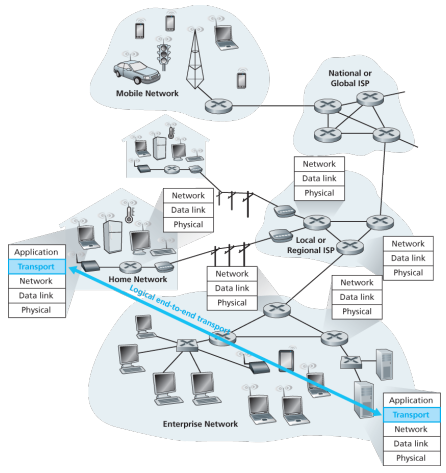 National or
Global ISP
Mobile Network
Network
Data link
Physical
Network
Data link
Physical
Local or
Regional ISP
Network
Data link
Physical
Application
Transport
Network
Data link
Physical
Home Network
Network
Data link
Physical
Network
Data link
Physical
Logical end-to-end transport
Enterprise Network
Application
Transport
Network
Data link
Physical